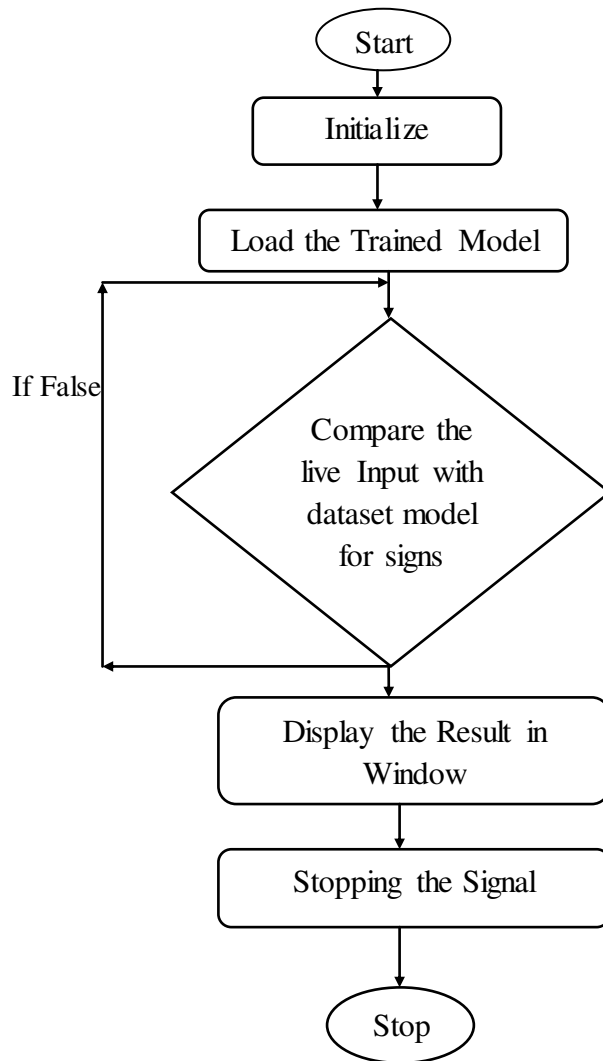 Start
Initialize
Load the Trained Model
If False
Compare the
live Input with
dataset model
for signs
Display the Result in
Window
Stopping the Signal
Stop